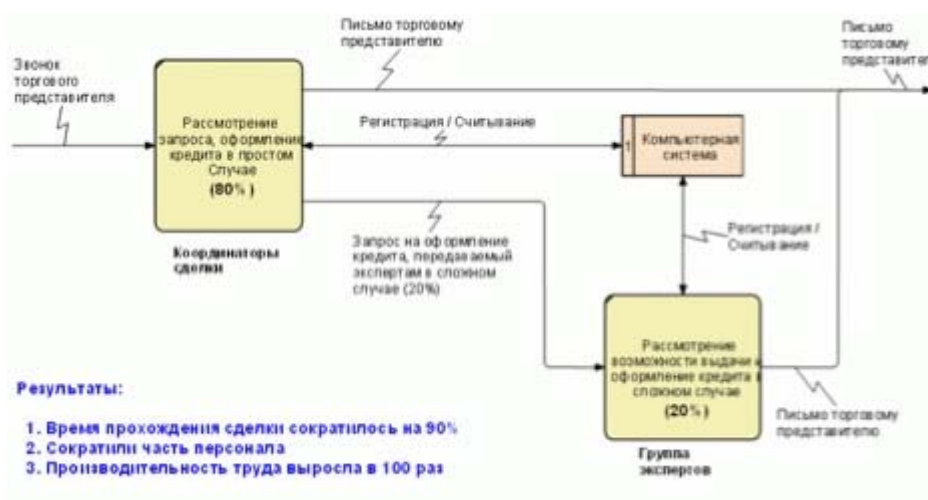 Письмо торговому
представителю
Письмо
торговому
представител
Звонок
торгового
представителя
Рассмотрение
запроса, оформление
кредита в простом
Случае
(80%)
Координаторы
сделки
Регистрация / Считывание
1
Компьютерная
система
Регистрация /
Считывание
Запрос на оформление
кредита, передаваемый
экспертам в сложном
случае (20%)
Рассмотрение
возможности выдачи и
оформление кредита в
сложном случае
(20%)
Группа
экспертов
Письмо торговому
представителю
Результаты:
1. Время прохождения сделки сократилось на 90%
2. Сократили часть персонала
3. Производительность труда выросла в 100 раз